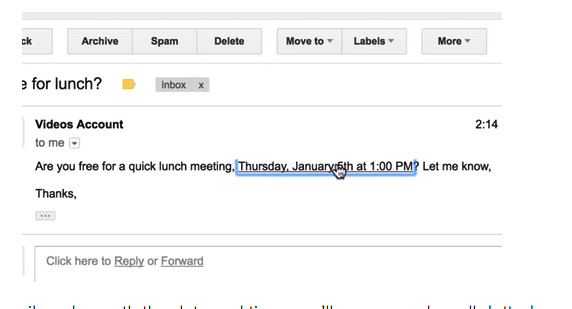 ck Archive Spam Delete Move to Labels More
e for lunch? Inbox x
Videos Account 2:14
to me
Are you free for a quick lunch meeting, Thursday, January 5th at 1:00 PM? Let me know,
Thanks,
Click here to Reply or Forward